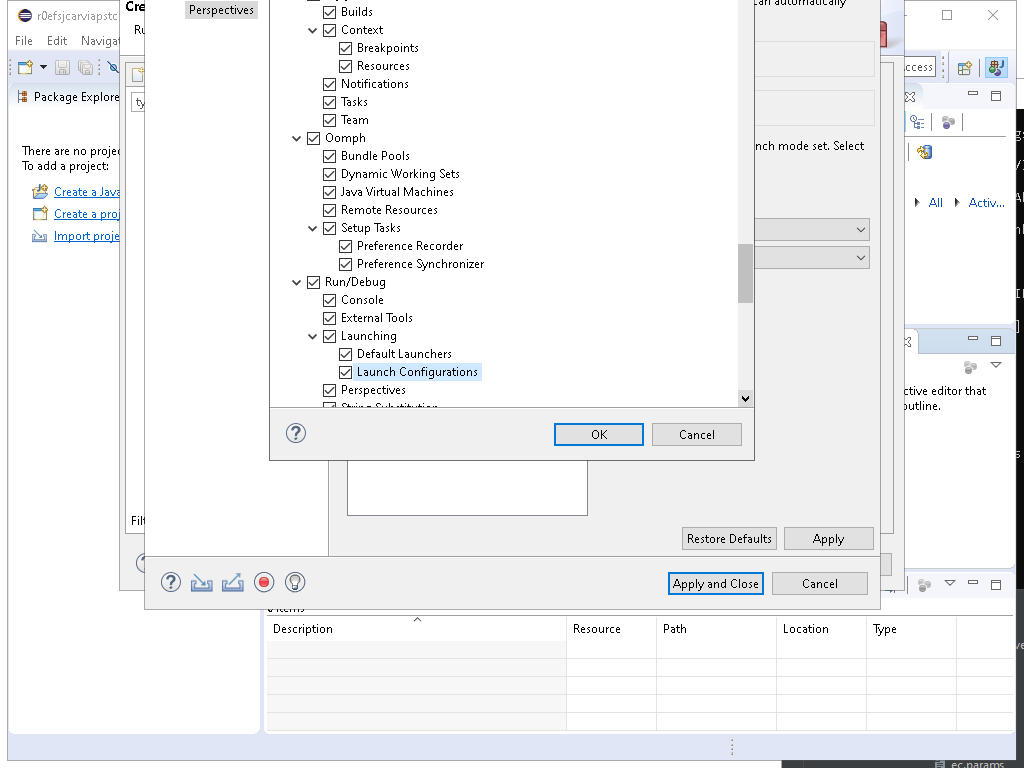 r0efsjcarviapstc
Cre
Ru
Perspectives
File Edit Naviga
Package Explore
There are no projec
To add a project:
Create a Java
Create a proj
Import proje
ty
Filt
Builds
Context
Breakpoints
Resources
Notifications
Tasks
Team
Oomph
Bundle Pools
Dynamic Working Sets
Java Virtual Machines
Remote Resources
Setup Tasks
Preference Recorder
Preference Synchronizer
Run/Debug
Console
External Tools
Launching
Default Launchers
Launch Configurations
Perspectives
String Substitution
OK Cancel
can automatically
nch mode set. Select
Restore Defaults Apply
Apply and Close Cancel
ccess
All Activ...
ctive editor that
outline.
Description Resource Path Location Type
ec.params